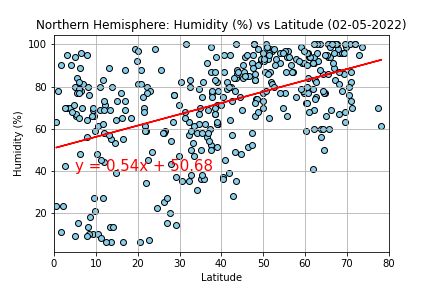 Northern Hemisphere: Humidity (%) vs Latitude (02-05-2022)
100
80
60
40
20
Humidity (%)
y = 0.54x + 50.68
0 10 20 30 40 50 60 70 80
Latitude